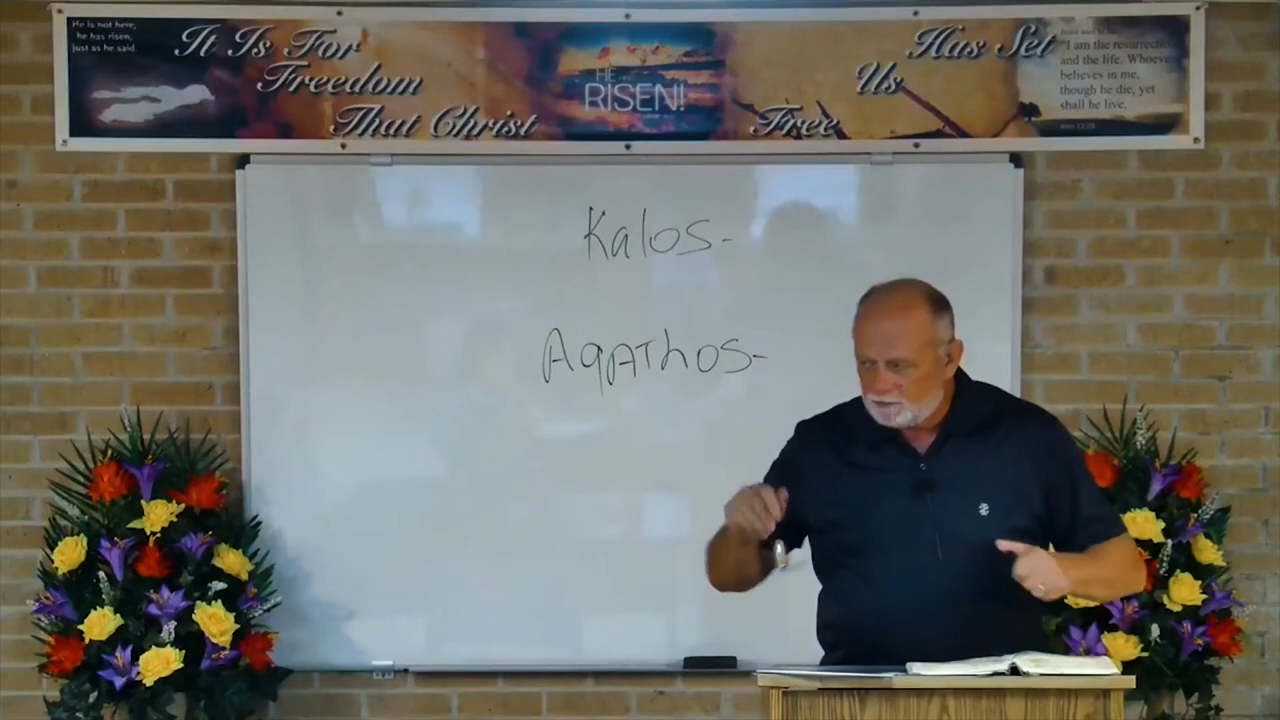 He is not here;
he has risen,
just as he said.
It Is For
Freedom
That Christ
HE
RISEN!
Has Set
Us
Free
"I am the resurrection
and the life. Whoever
believes in me,
though he die, yet
shall he live,
Kalos-
Agathos-